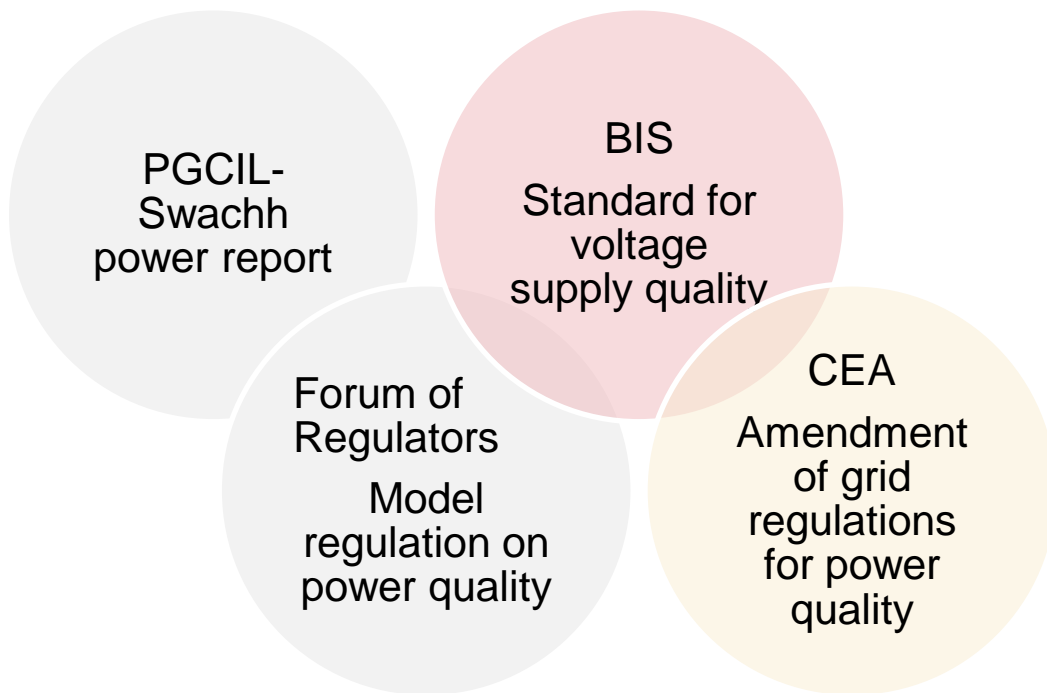 PGCIL-
Swachh
power report
BIS
Standard for
voltage
supply quality
Forum of
Regulators
Model
regulation on
power quality
CEA
Amendment
of grid
regulations
for power
quality